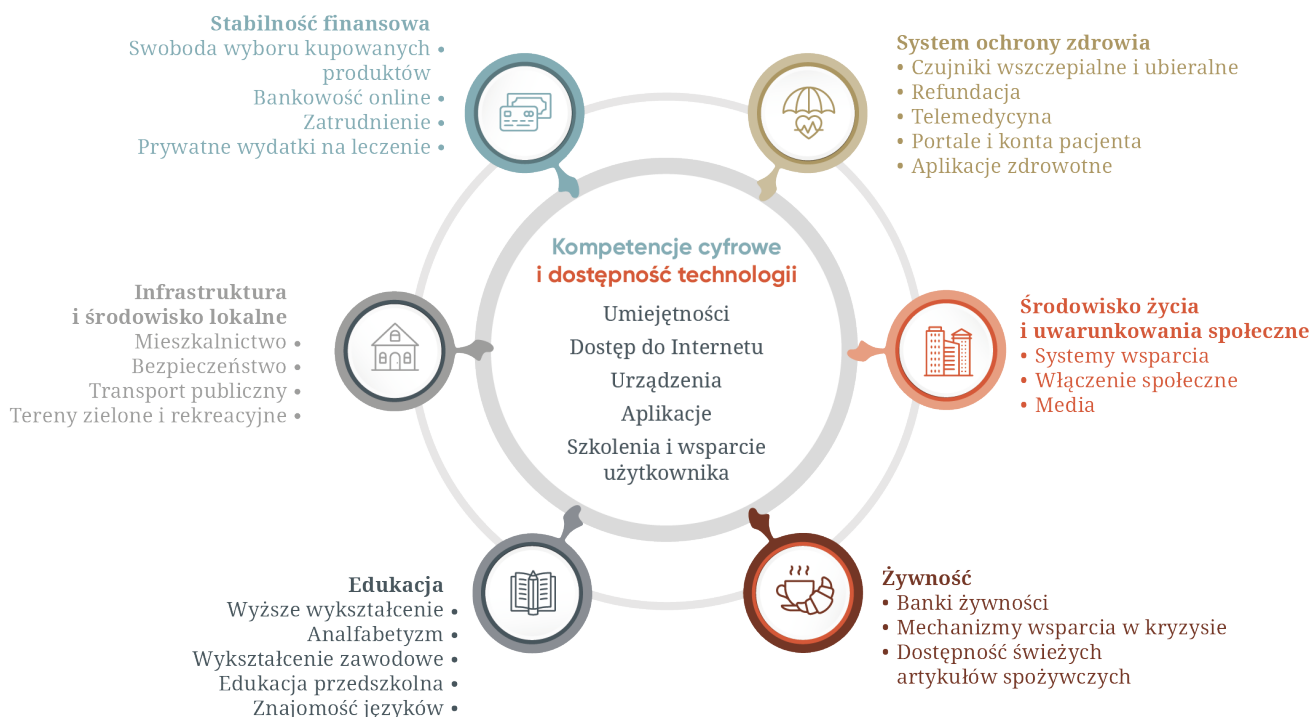 Stabilność finansowa
Swoboda wyboru kupowanych •
produktów
Bankowość online •
Zatrudnienie •
Prywatne wydatki na leczenie •
System ochrony zdrowia
• Czujniki wszczepialne i ubieralne
• Refundacja
• Telemedycyna
• Portale i konta pacjenta
• Aplikacje zdrowotne
Kompetencje cyfrowe
i dostępność technologii
Umiejętności
Dostęp do Internetu
Urządzenia
Aplikacje
Szkolenia i wsparcie
użytkownika
Infrastruktura
i środowisko lokalne
Mieszkalnictwo •
Bezpieczeństwo •
Transport publiczny •
Tereny zielone i rekreacyjne •
Środowisko życia
i uwarunkowania społeczne
• Systemy wsparcia
• Włączenie społeczne
• Media
Edukacja
Wyższe wykształcenie •
Analfabetyzm •
Wykształcenie zawodowe •
Edukacja przedszkolna •
Znajomość języków •
Żywność
• Banki żywności
• Mechanizmy wsparcia w kryzysie
• Dostępność świeżych
artykułów spożywczych